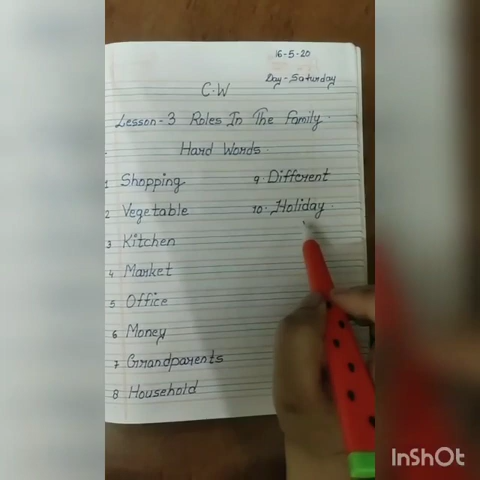 16-5-20
Day - Saturday
C.W
Lesson - 3 Roles In The Family.
Hard Words.
1 Shopping
2 Vegetable
3 Kitchen
4 Market
5 Office
6 Money
7 Grandparents
8 Household
9. Different
10. Holiday.
InShOt